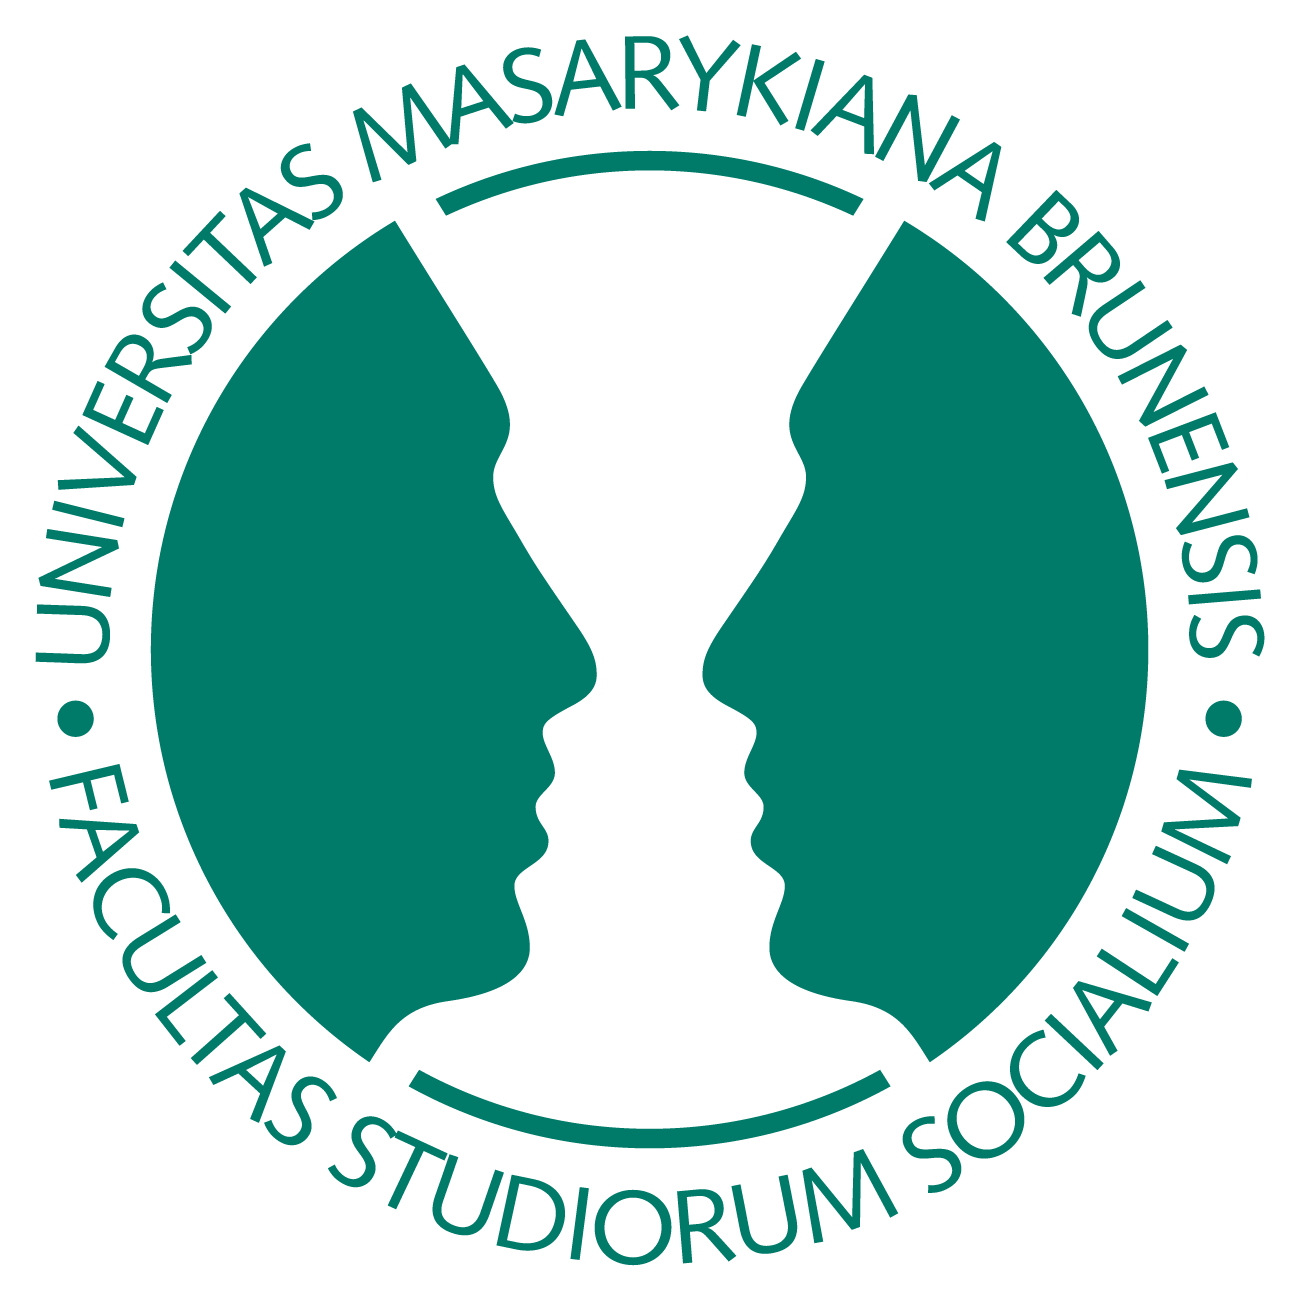 UNIVERSITAS MASARYKIANA BRUNENSIS
• FACULTAS STUDIORUM SOCIALIUM •